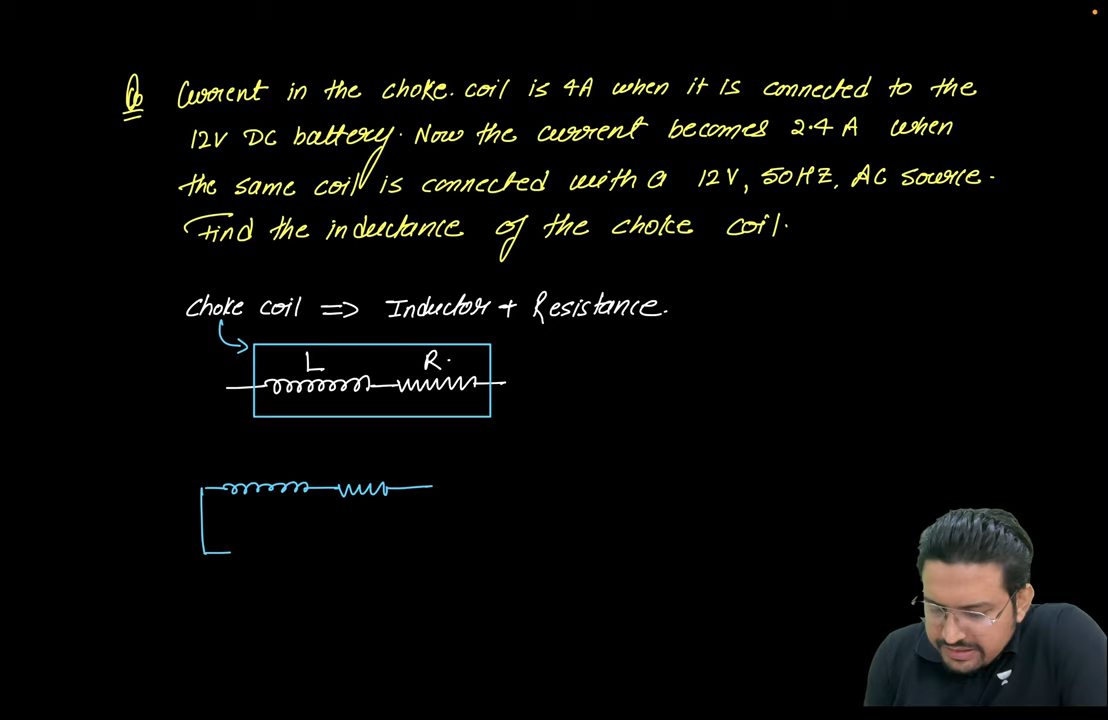 Q Current in the choke coil is 4A when it is connected to the
12V DC battery. Now the current becomes 2.4 A when
the same coil is connected with a 12V, 50HZ, AC source.
Find the inductance of the choke coil.
choke coil => Inductor + Resistance.
L R.